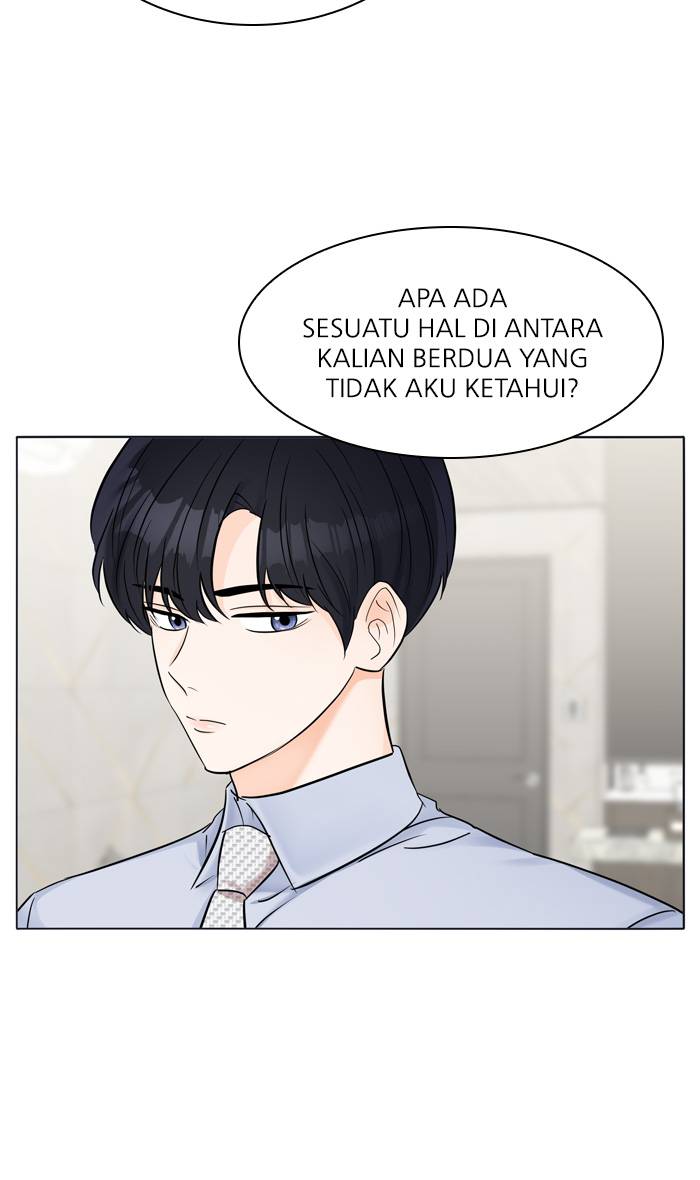 APA ADA
SESUATU HAL DI ANTARA
KALIAN BERDUA YANG
TIDAK AKU KETAHUI?